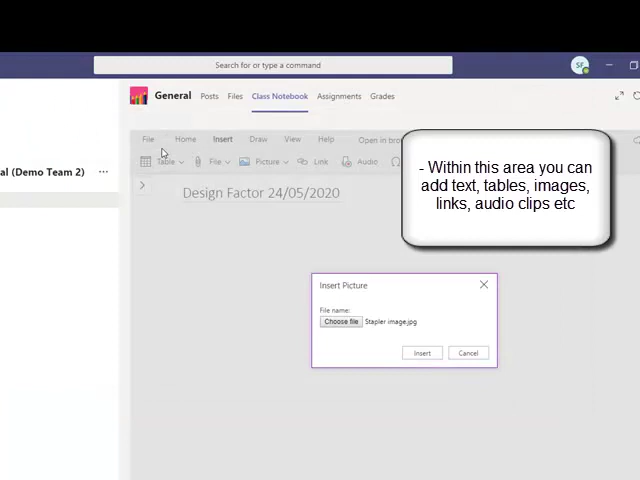 Search for or type a command
SF
General Posts Files Class Notebook Assignments Grades
File Home Insert Draw View Help Open in brow
al (Demo Team 2) ...
Table File Picture Link Audio
- Within this area you can
add text, tables, images,
links, audio clips etc
Design Factor 24/05/2020
Insert Picture
File name:
Choose file Stapler image.jpg
Insert Cancel